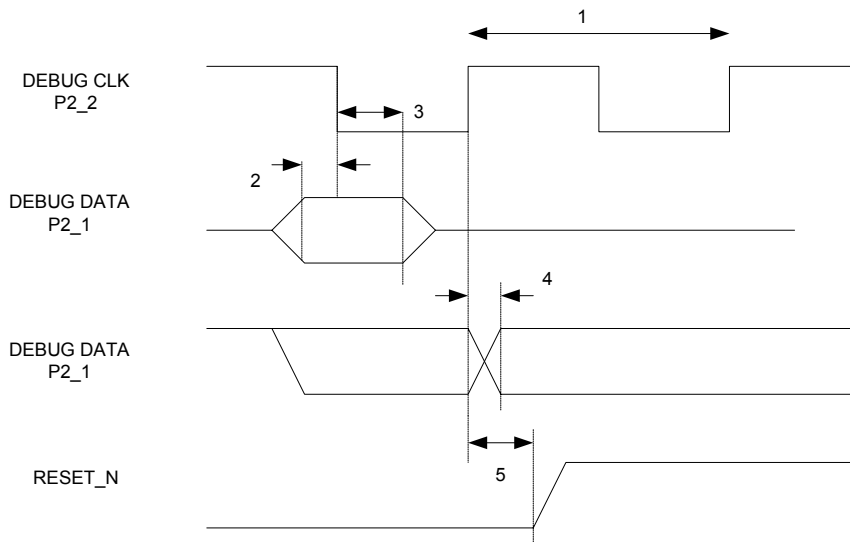 1
DEBUG CLK
P2_2
3
2
DEBUG DATA
P2_1
4
DEBUG DATA
P2_1
5
RESET_N